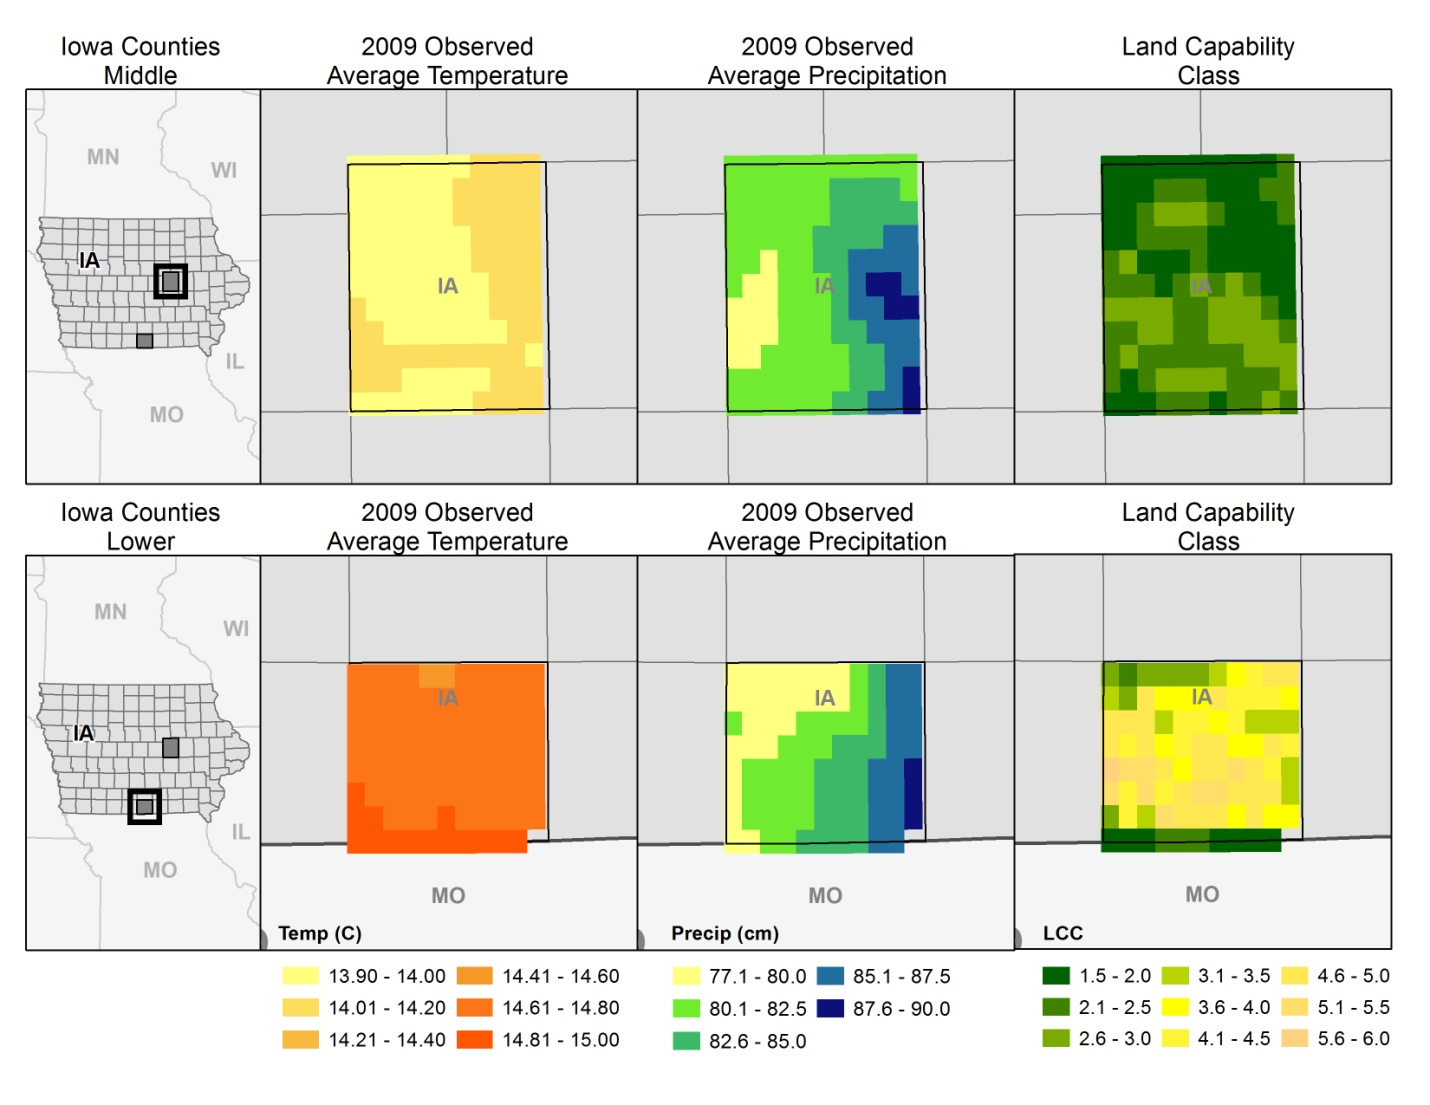 Iowa Counties
Middle
2009 Observed
Average Temperature
2009 Observed
Average Precipitation
Land Capability
Class
MN
WI
IA
IL
MO
IA
IA
IA
Iowa Counties
Lower
2009 Observed
Average Temperature
2009 Observed
Average Precipitation
Land Capability
Class
MN
WI
IA
IL
MO
IA
MO
IA
MO
IA
MO
Temp (C)
13.90 - 14.00
14.01 - 14.20
14.21 - 14.40
14.41 - 14.60
14.61 - 14.80
14.81 - 15.00
Precip (cm)
77.1 - 80.0
80.1 - 82.5
82.6 - 85.0
85.1 - 87.5
87.6 - 90.0
LCC
1.5 - 2.0
2.1 - 2.5
2.6 - 3.0
3.1 - 3.5
3.6 - 4.0
4.1 - 4.5
4.6 - 5.0
5.1 - 5.5
5.6 - 6.0